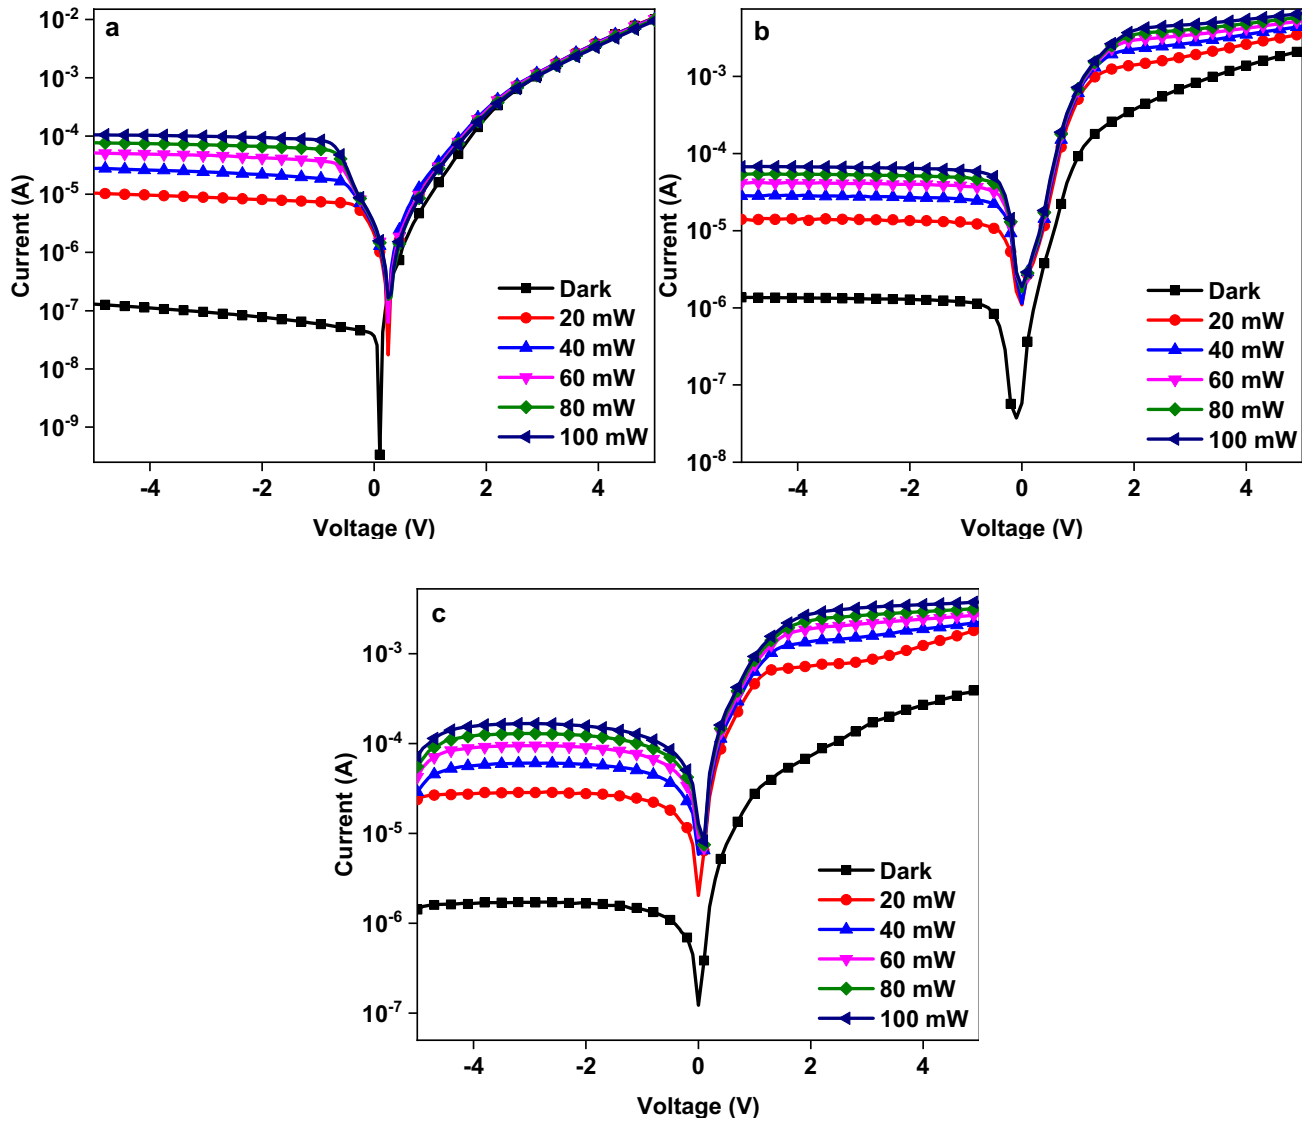 a
10⁻²
10⁻³
10⁻⁴
10⁻⁵
10⁻⁶
10⁻⁷
10⁻⁸
10⁻⁹
Current (A)
-4 -2 0 2 4
Voltage (V)
Dark
20 mW
40 mW
60 mW
80 mW
100 mW
b
10⁻³
10⁻⁴
10⁻⁵
10⁻⁶
10⁻⁷
10⁻⁸
Current (A)
-4 -2 0 2 4
Voltage (V)
Dark
20 mW
40 mW
60 mW
80 mW
100 mW
c
10⁻³
10⁻⁴
10⁻⁵
10⁻⁶
10⁻⁷
Current (A)
-4 -2 0 2 4
Voltage (V)
Dark
20 mW
40 mW
60 mW
80 mW
100 mW